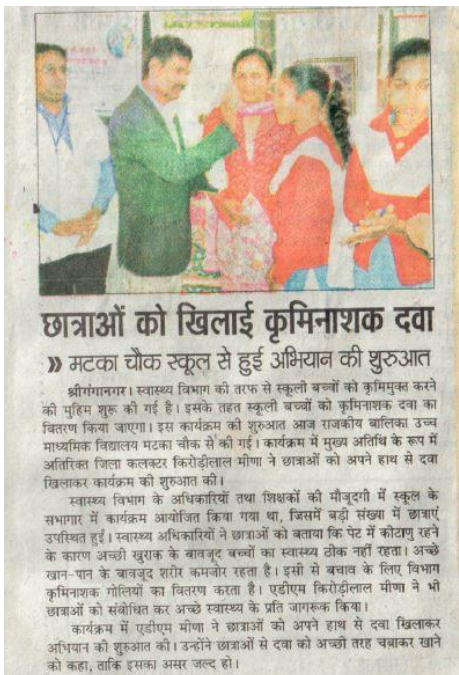 छात्राओं को खिलाई कृमिनाशक दवा
» मटका चौक स्कूल से हुई अभियान की शुरुआत
श्रीगंगानगर। स्वास्थ्य विभाग की तरफ से स्कूली बच्चों को कृमिमुक्त करने
की मुहिम शुरू की गई है। इसके तहत स्कूली बच्चों को कृमिनाशक दवा का
वितरण किया जाएगा। इस कार्यक्रम की शुरुआत आज राजकीय बालिका उच्च
माध्यमिक विद्यालय मटका चौक से की गई। कार्यक्रम में मुख्य अतिथि के रूप में
अतिरिक्त जिला कलक्टर किरोड़ीलाल मीणा ने छात्राओं को अपने हाथ से दवा
खिलाकर कार्यक्रम की शुरुआत की।
स्वास्थ्य विभाग के अधिकारियों तथा शिक्षकों की मौजूदगी में स्कूल के
सभागार में कार्यक्रम आयोजित किया गया था, जिसमें बड़ी संख्या में छात्राएं
उपस्थित हुईं। स्वास्थ्य अधिकारियों ने छात्राओं को बताया कि पेट में कीटाणु रहने
के कारण अच्छी खुराक के बावजूद बच्चों का स्वास्थ्य ठीक नहीं रहता। अच्छे
खान-पान के बावजूद शरीर कमजोर रहता है। इसी से बचाव के लिए विभाग
कृमिनाशक गोलियों का वितरण करता है। एडीएम किरोड़ीलाल मीणा ने भी
छात्राओं को संबोधित कर अच्छे स्वास्थ्य के प्रति जागरूक किया।
कार्यक्रम में एडीएम मीणा ने छात्राओं को अपने हाथ से दवा खिलाकर
अभियान की शुरुआत की। उन्होंने छात्राओं से दवा को अच्छी तरह चबाकर खाने
को कहा, ताकि इसका असर जल्द हो।